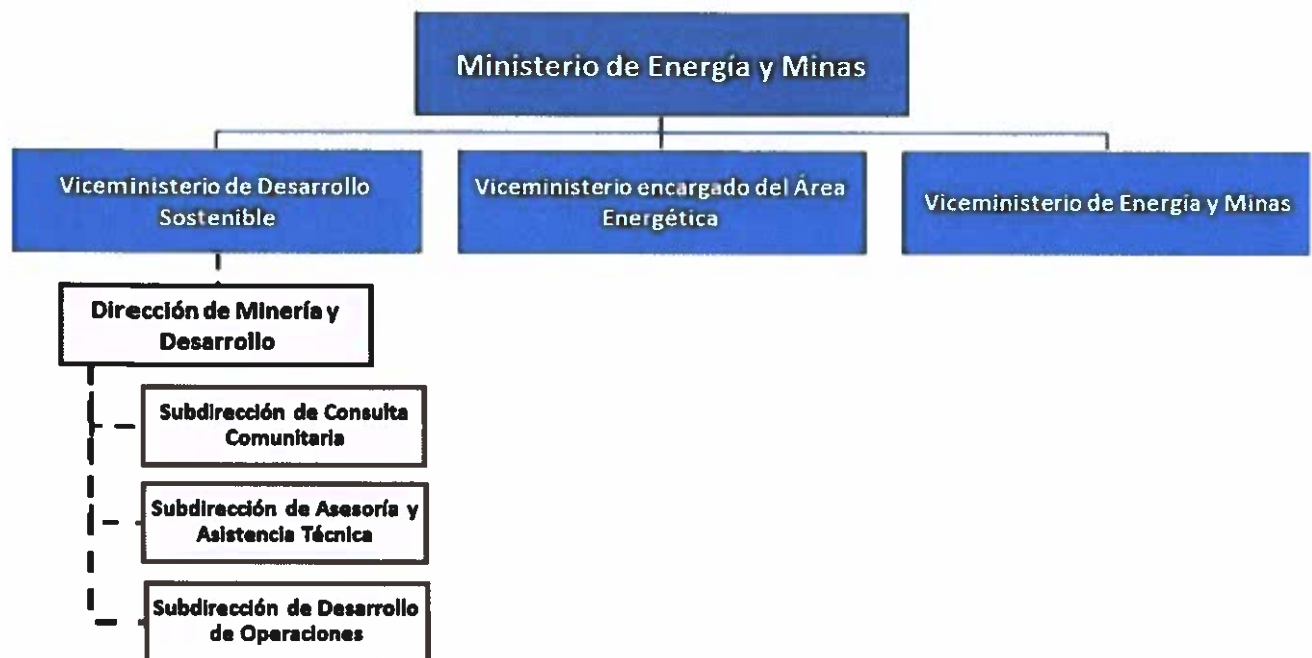 Ministerio de Energía y Minas
Viceministerio de Desarrollo
Sostenible
Viceministerio encargado del Área
Energética
Viceministerio de Energía y Minas
Dirección de Minería y
Desarrollo
Subdirección de Consulta
Comunitaria
Subdirección de Asesoría y
Asistencia Técnica
Subdirección de Desarrollo
de Operaciones